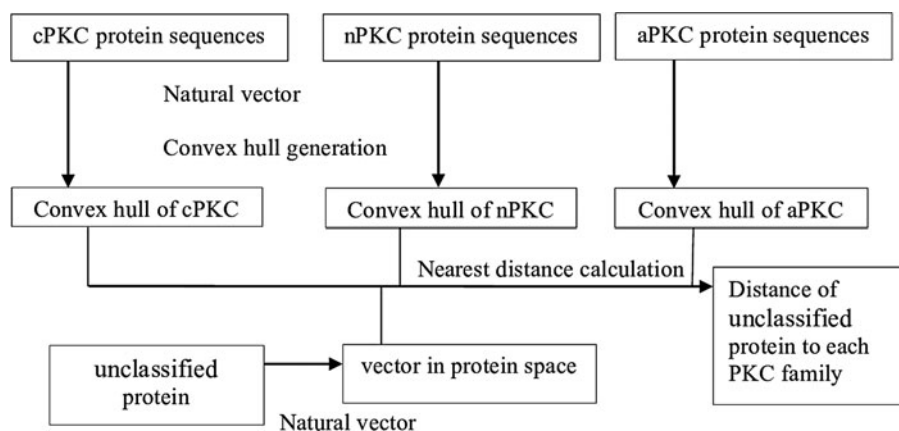 cPKC protein sequences
nPKC protein sequences
aPKC protein sequences
Natural vector
Convex hull generation
Convex hull of cPKC
Convex hull of nPKC
Convex hull of aPKC
Nearest distance calculation
Distance of
unclassified
protein to each
PKC family
unclassified
protein
vector in protein space
Natural vector